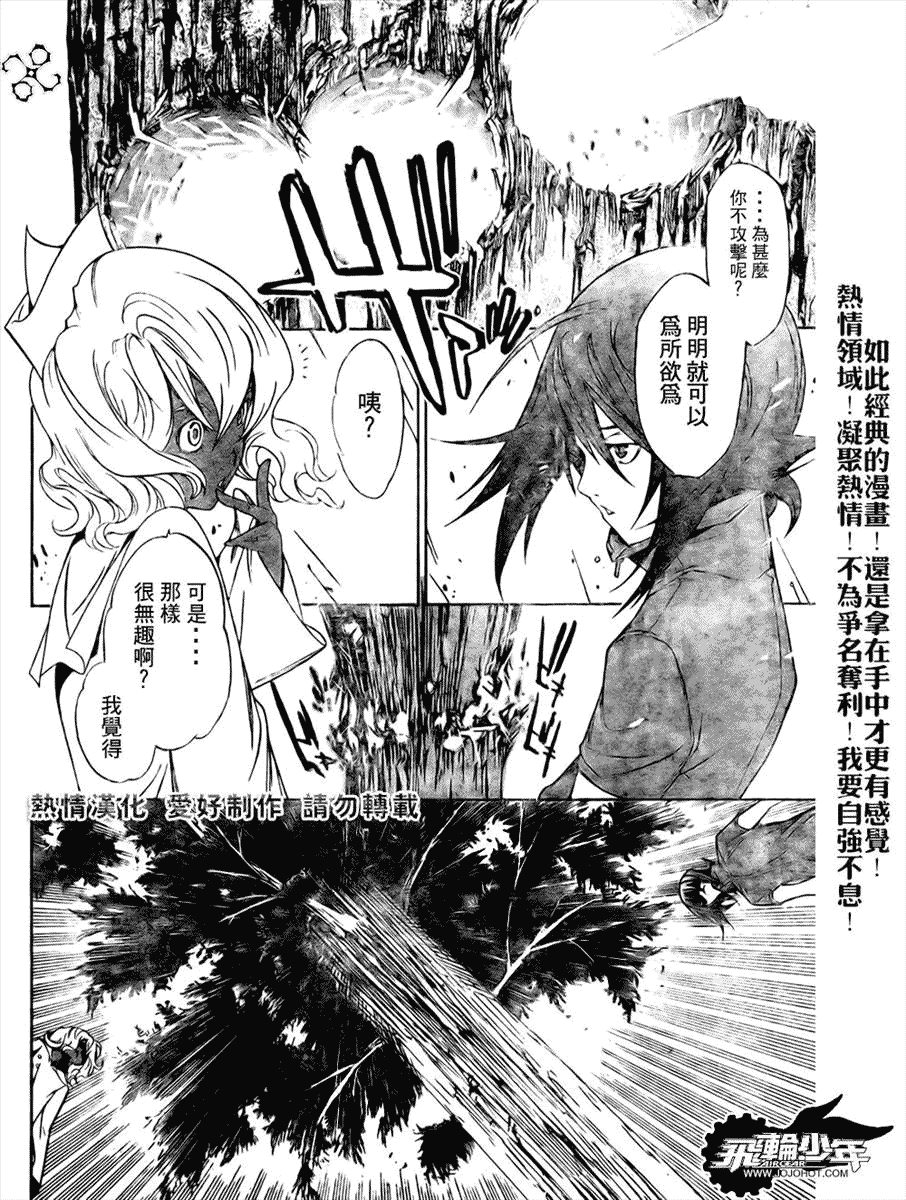 ····為甚麼
你不攻擊呢?
明明就可以
為所欲為
咦?
可是····
那樣
很無趣啊?
我覺得
如此經典的漫畫!還是拿在手中才更有感覺!
熱情領域!凝聚熱情!不為爭名奪利!我要自強不息!
熱情漢化 愛好制作 請勿轉載
飛輪少年
AIRGEAR
WWW.JOJOHOT.COM